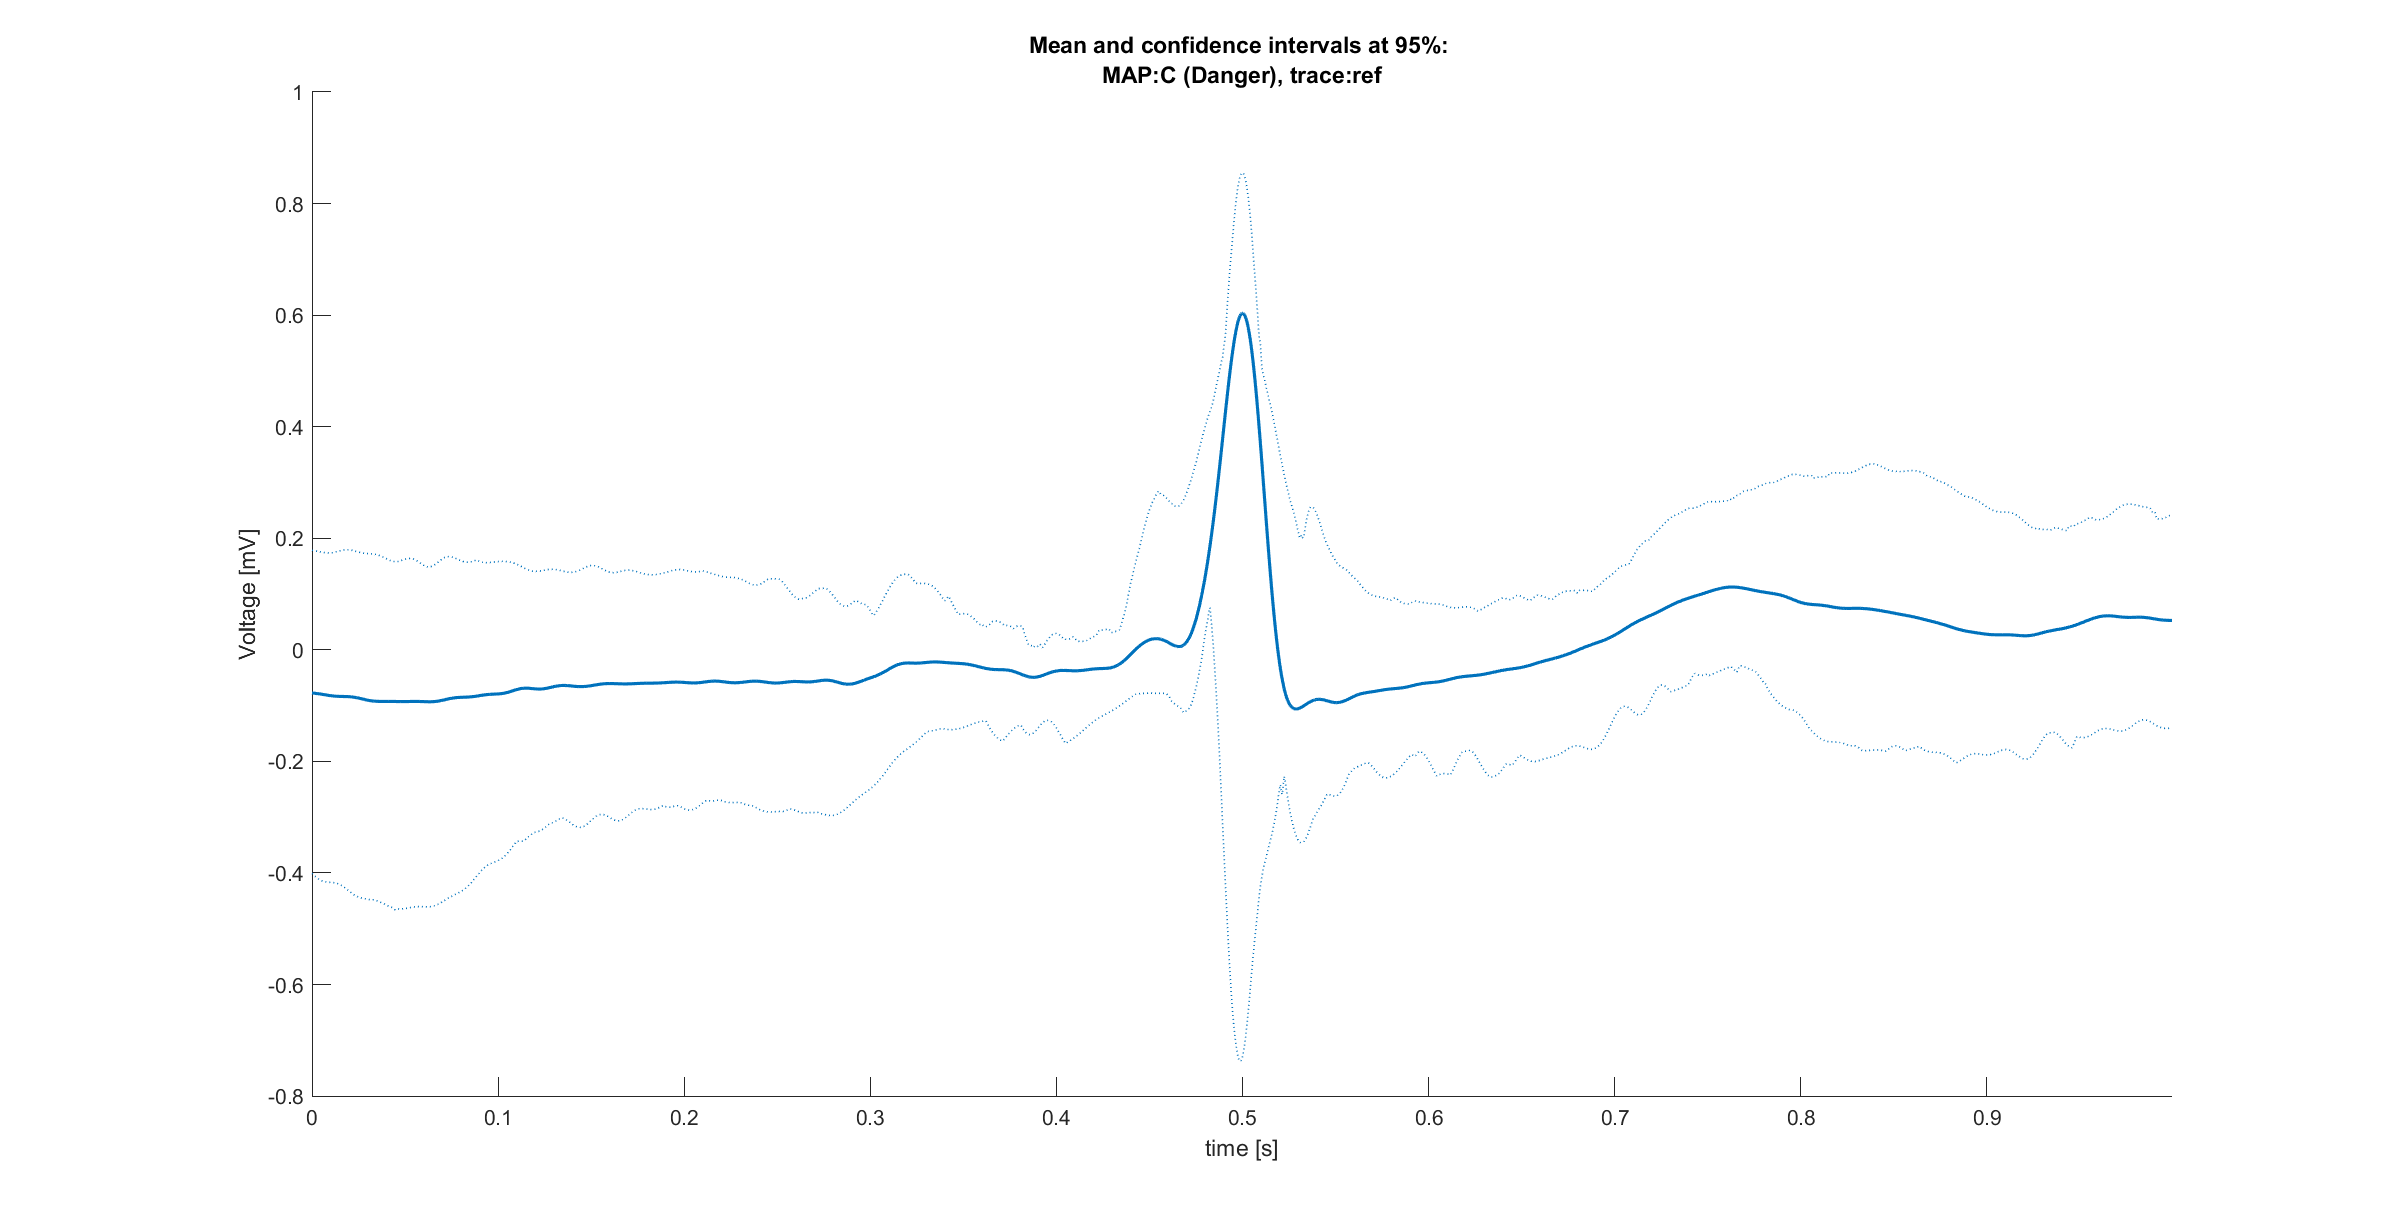 Mean and confidence intervals at 95%:
MAP:C (Danger), trace:ref
1
0.8
0.6
0.4
0.2
0
-0.2
-0.4
-0.6
-0.8
Voltage [mV]
0 0.1 0.2 0.3 0.4 0.5 0.6 0.7 0.8 0.9
time [s]